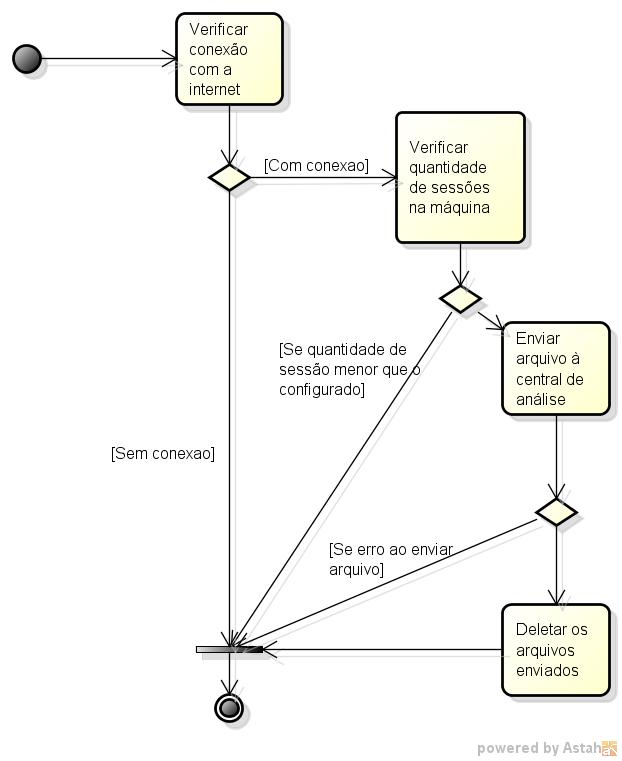 Verificar
conexão
com a
internet
[Com conexao]
Verificar
quantidade
de sessões
na máquina
[Se quantidade de
sessão menor que o
configurado]
Enviar
arquivo à
central de
análise
[Sem conexao]
[Se erro ao enviar
arquivo]
Deletar os
arquivos
enviados
powered by Astah